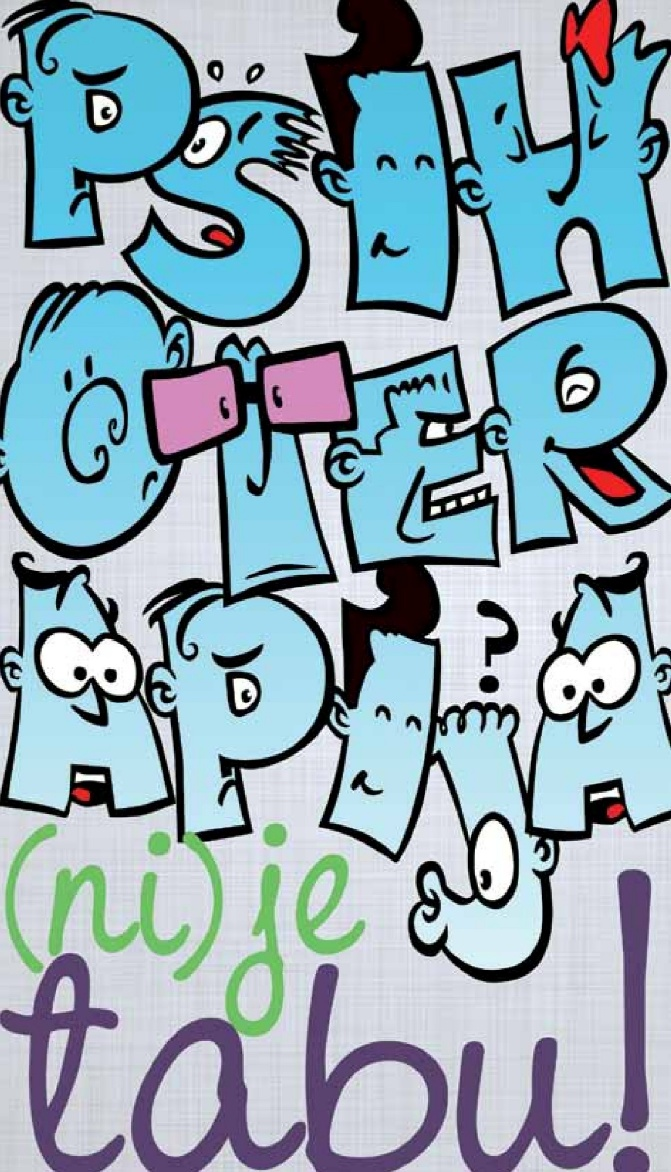 PSIH
OTER
APIJA
?
(ni)je
tabu!